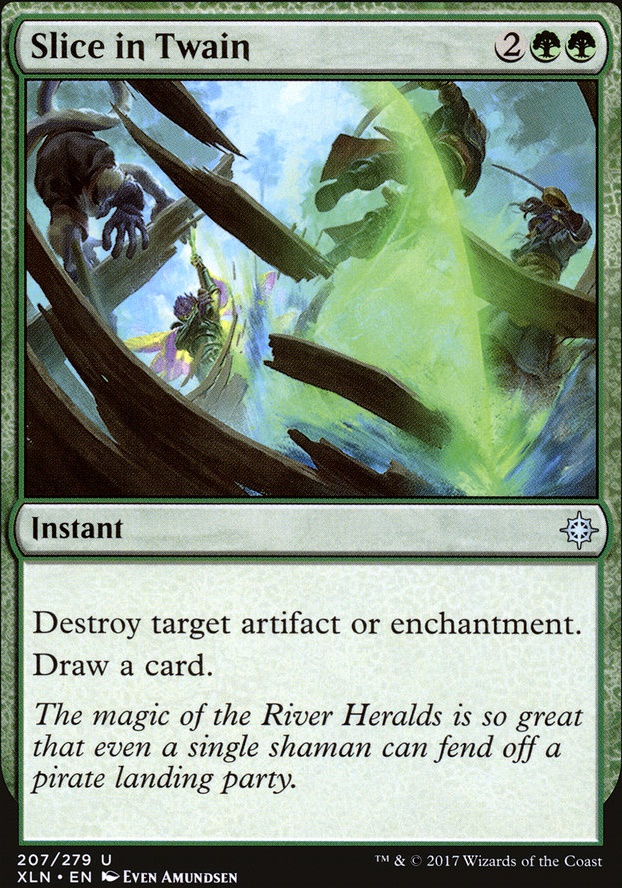 Slice in Twain 2
Instant
Destroy target artifact or enchantment.
Draw a card.
The magic of the River Heralds is so great
that even a single shaman can fend off a
pirate landing party.
207/279 U
XLN • EN Even Amundsen
™ & © 2017 Wizards of the Coast